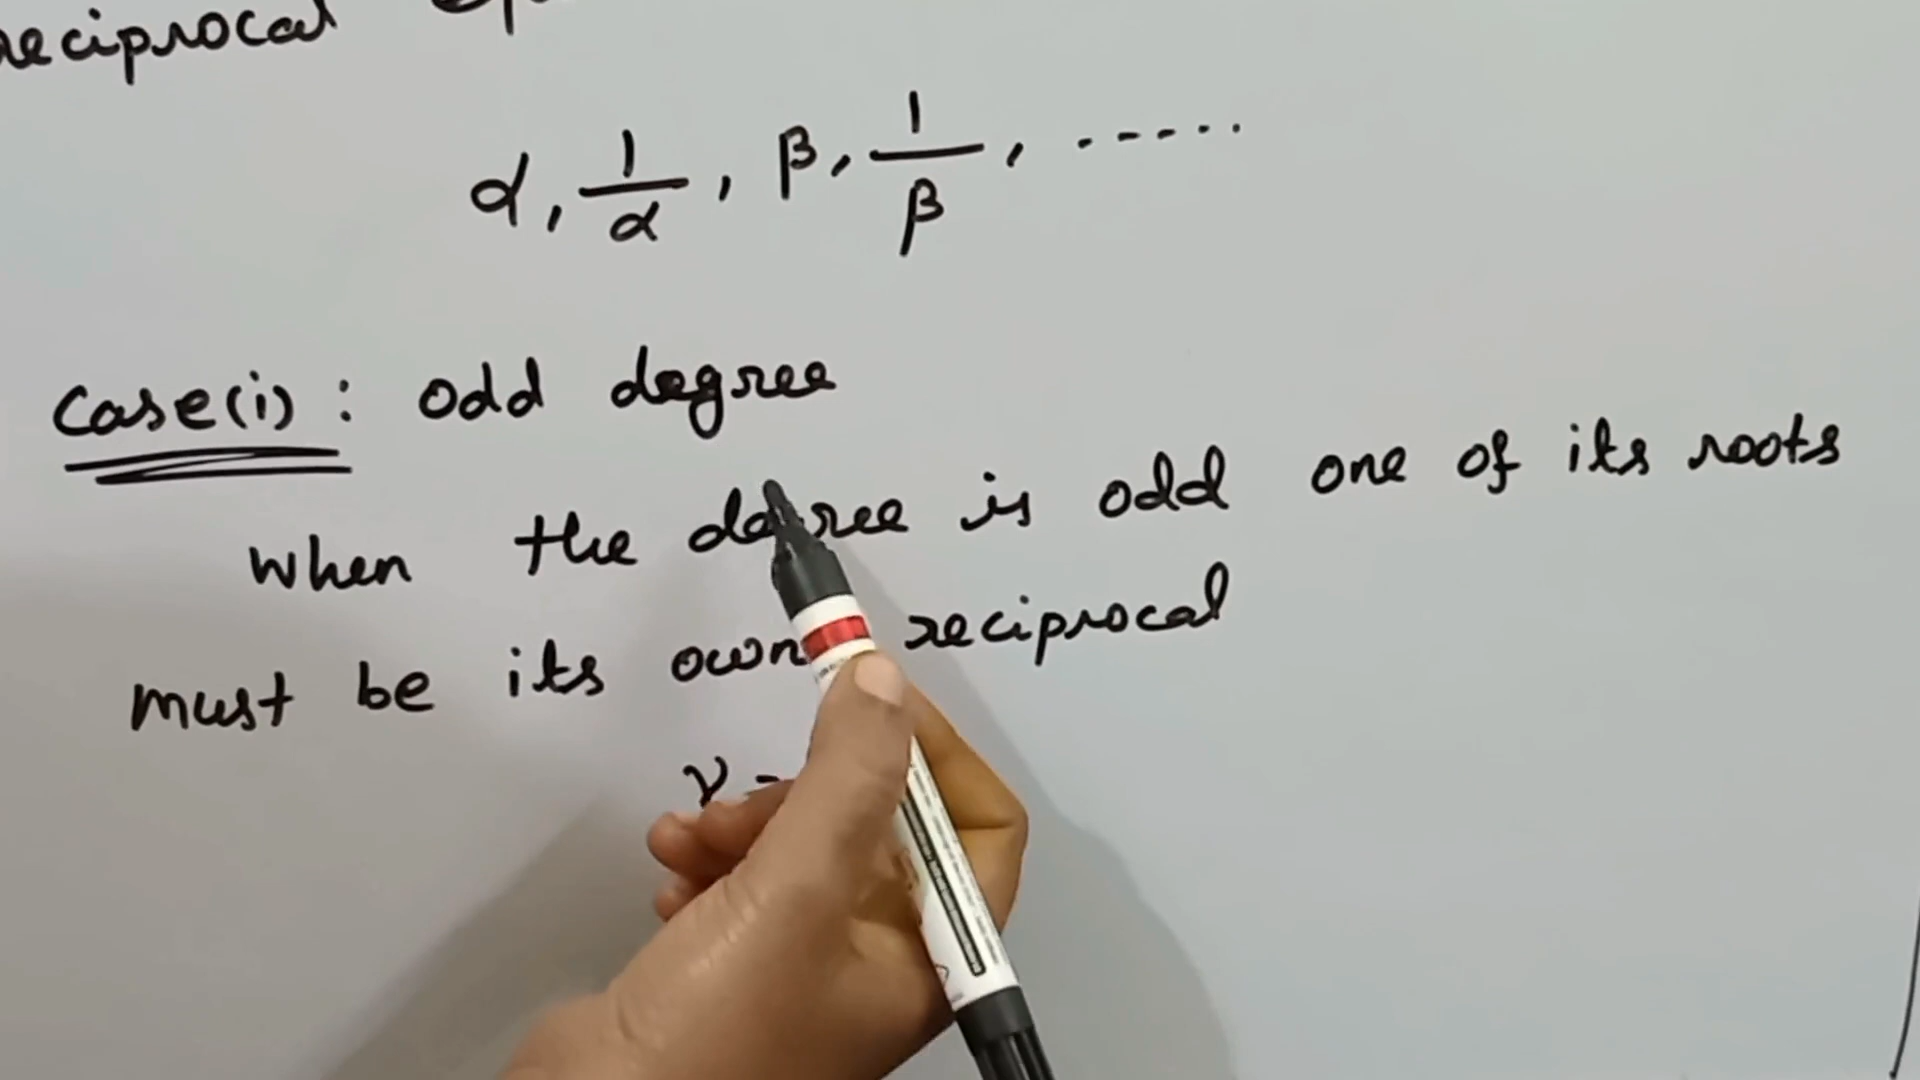 reciprocal
α, 1/α, β, 1/β, .....
Case(i): odd degree
When the degree is odd one of its roots
must be its own reciprocal